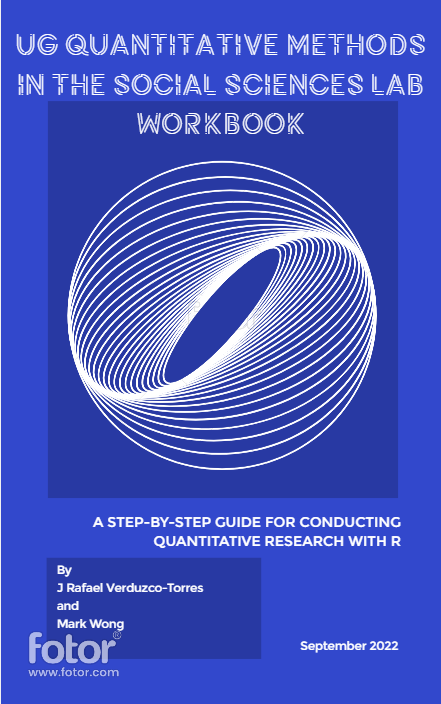 UG QUANTITATIVE METHODS
IN THE SOCIAL SCIENCES LAB
WORKBOOK
A STEP-BY-STEP GUIDE FOR CONDUCTING
QUANTITATIVE RESEARCH WITH R
By
J Rafael Verduzco-Torres
and
Mark Wong
fotor®
www.fotor.com
September 2022